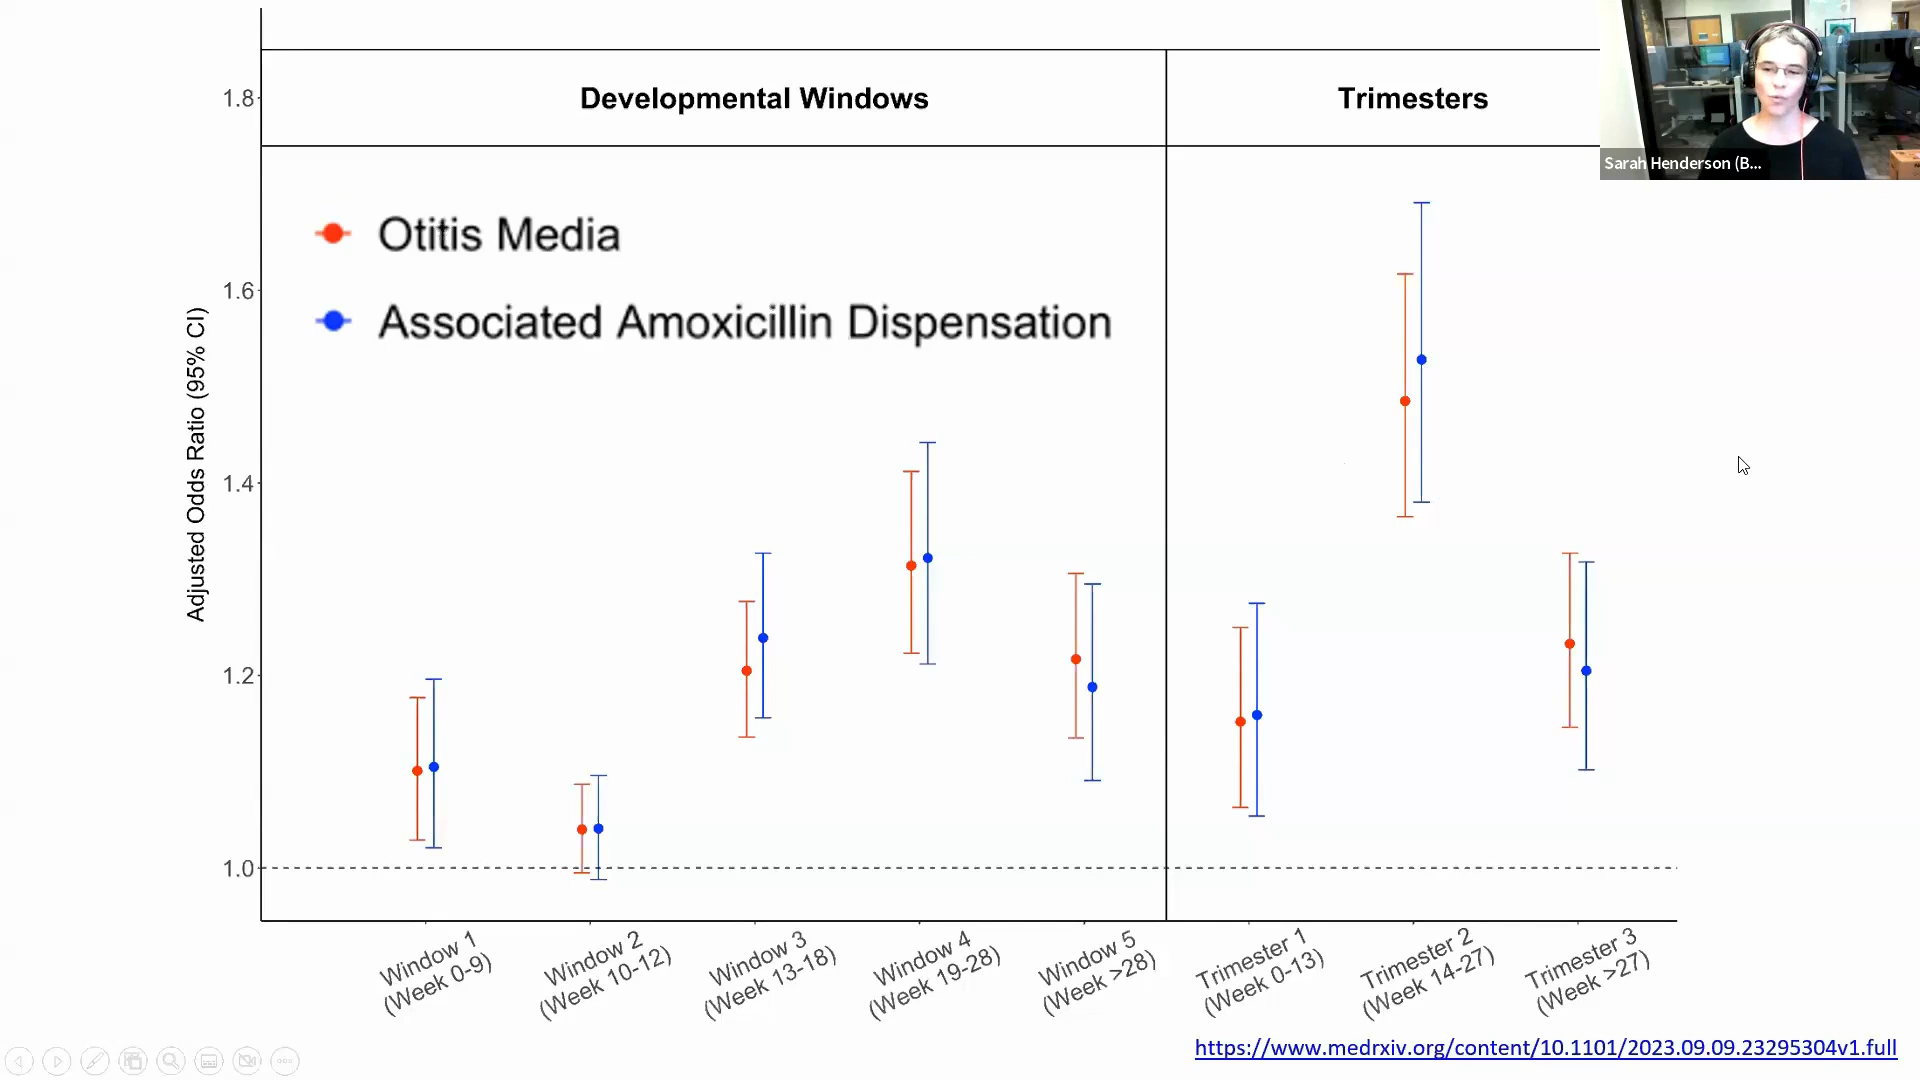 Developmental Windows
Trimesters
Sarah Henderson (B...
Otitis Media
Associated Amoxicillin Dispensation
Adjusted Odds Ratio (95% CI)
1.8
1.6
1.4
1.2
1.0
Window 1
(Week 0-9)
Window 2
(Week 10-12)
Window 3
(Week 13-18)
Window 4
(Week 19-28)
Window 5
(Week >28)
Trimester 1
(Week 0-13)
Trimester 2
(Week 14-27)
Trimester 3
(Week >27)
https://www.medrxiv.org/content/10.1101/2023.09.09.23295304v1.full